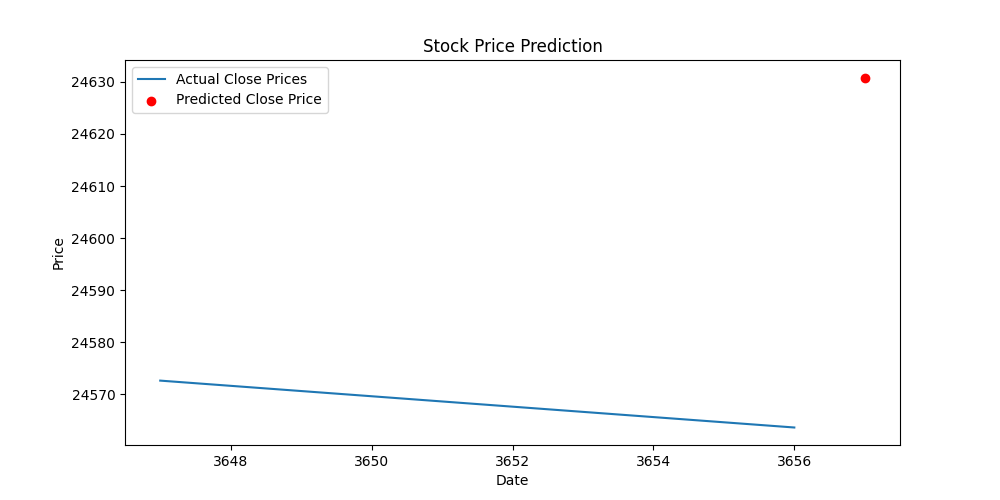 Stock Price Prediction
Actual Close Prices
Predicted Close Price
24630
24620
24610
24600
24590
24580
24570
Price
3648 3650 3652 3654 3656
Date